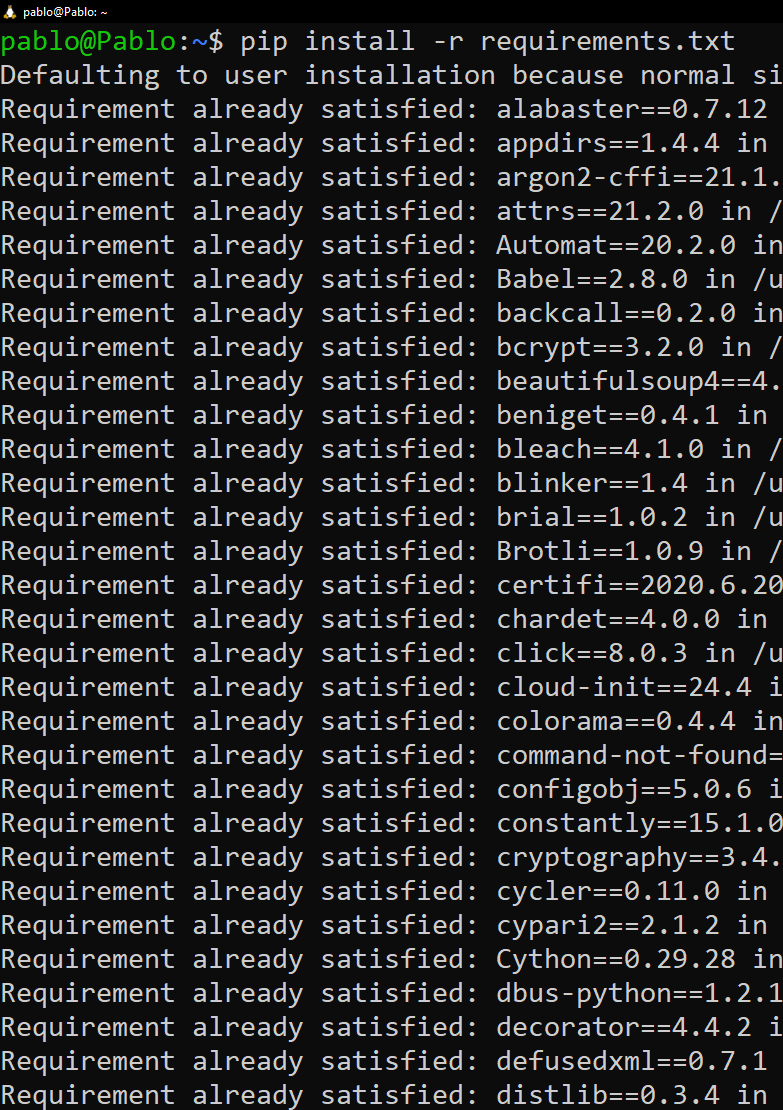 pablo@Pablo: ~
pablo@Pablo:~$ pip install -r requirements.txt
Defaulting to user installation because normal si
Requirement already satisfied: alabaster==0.7.12
Requirement already satisfied: appdirs==1.4.4 in
Requirement already satisfied: argon2-cffi==21.1.
Requirement already satisfied: attrs==21.2.0 in /
Requirement already satisfied: Automat==20.2.0 in
Requirement already satisfied: Babel==2.8.0 in /u
Requirement already satisfied: backcall==0.2.0 in
Requirement already satisfied: bcrypt==3.2.0 in /
Requirement already satisfied: beautifulsoup4==4.
Requirement already satisfied: beniget==0.4.1 in
Requirement already satisfied: bleach==4.1.0 in /
Requirement already satisfied: blinker==1.4 in /u
Requirement already satisfied: brial==1.0.2 in /u
Requirement already satisfied: Brotli==1.0.9 in /
Requirement already satisfied: certifi==2020.6.20
Requirement already satisfied: chardet==4.0.0 in
Requirement already satisfied: click==8.0.3 in /u
Requirement already satisfied: cloud-init==24.4 i
Requirement already satisfied: colorama==0.4.4 in
Requirement already satisfied: command-not-found=
Requirement already satisfied: configobj==5.0.6 i
Requirement already satisfied: constantly==15.1.0
Requirement already satisfied: cryptography==3.4.
Requirement already satisfied: cycler==0.11.0 in
Requirement already satisfied: cypari2==2.1.2 in
Requirement already satisfied: Cython==0.29.28 in
Requirement already satisfied: dbus-python==1.2.1
Requirement already satisfied: decorator==4.4.2 i
Requirement already satisfied: defusedxml==0.7.1
Requirement already satisfied: distlib==0.3.4 in